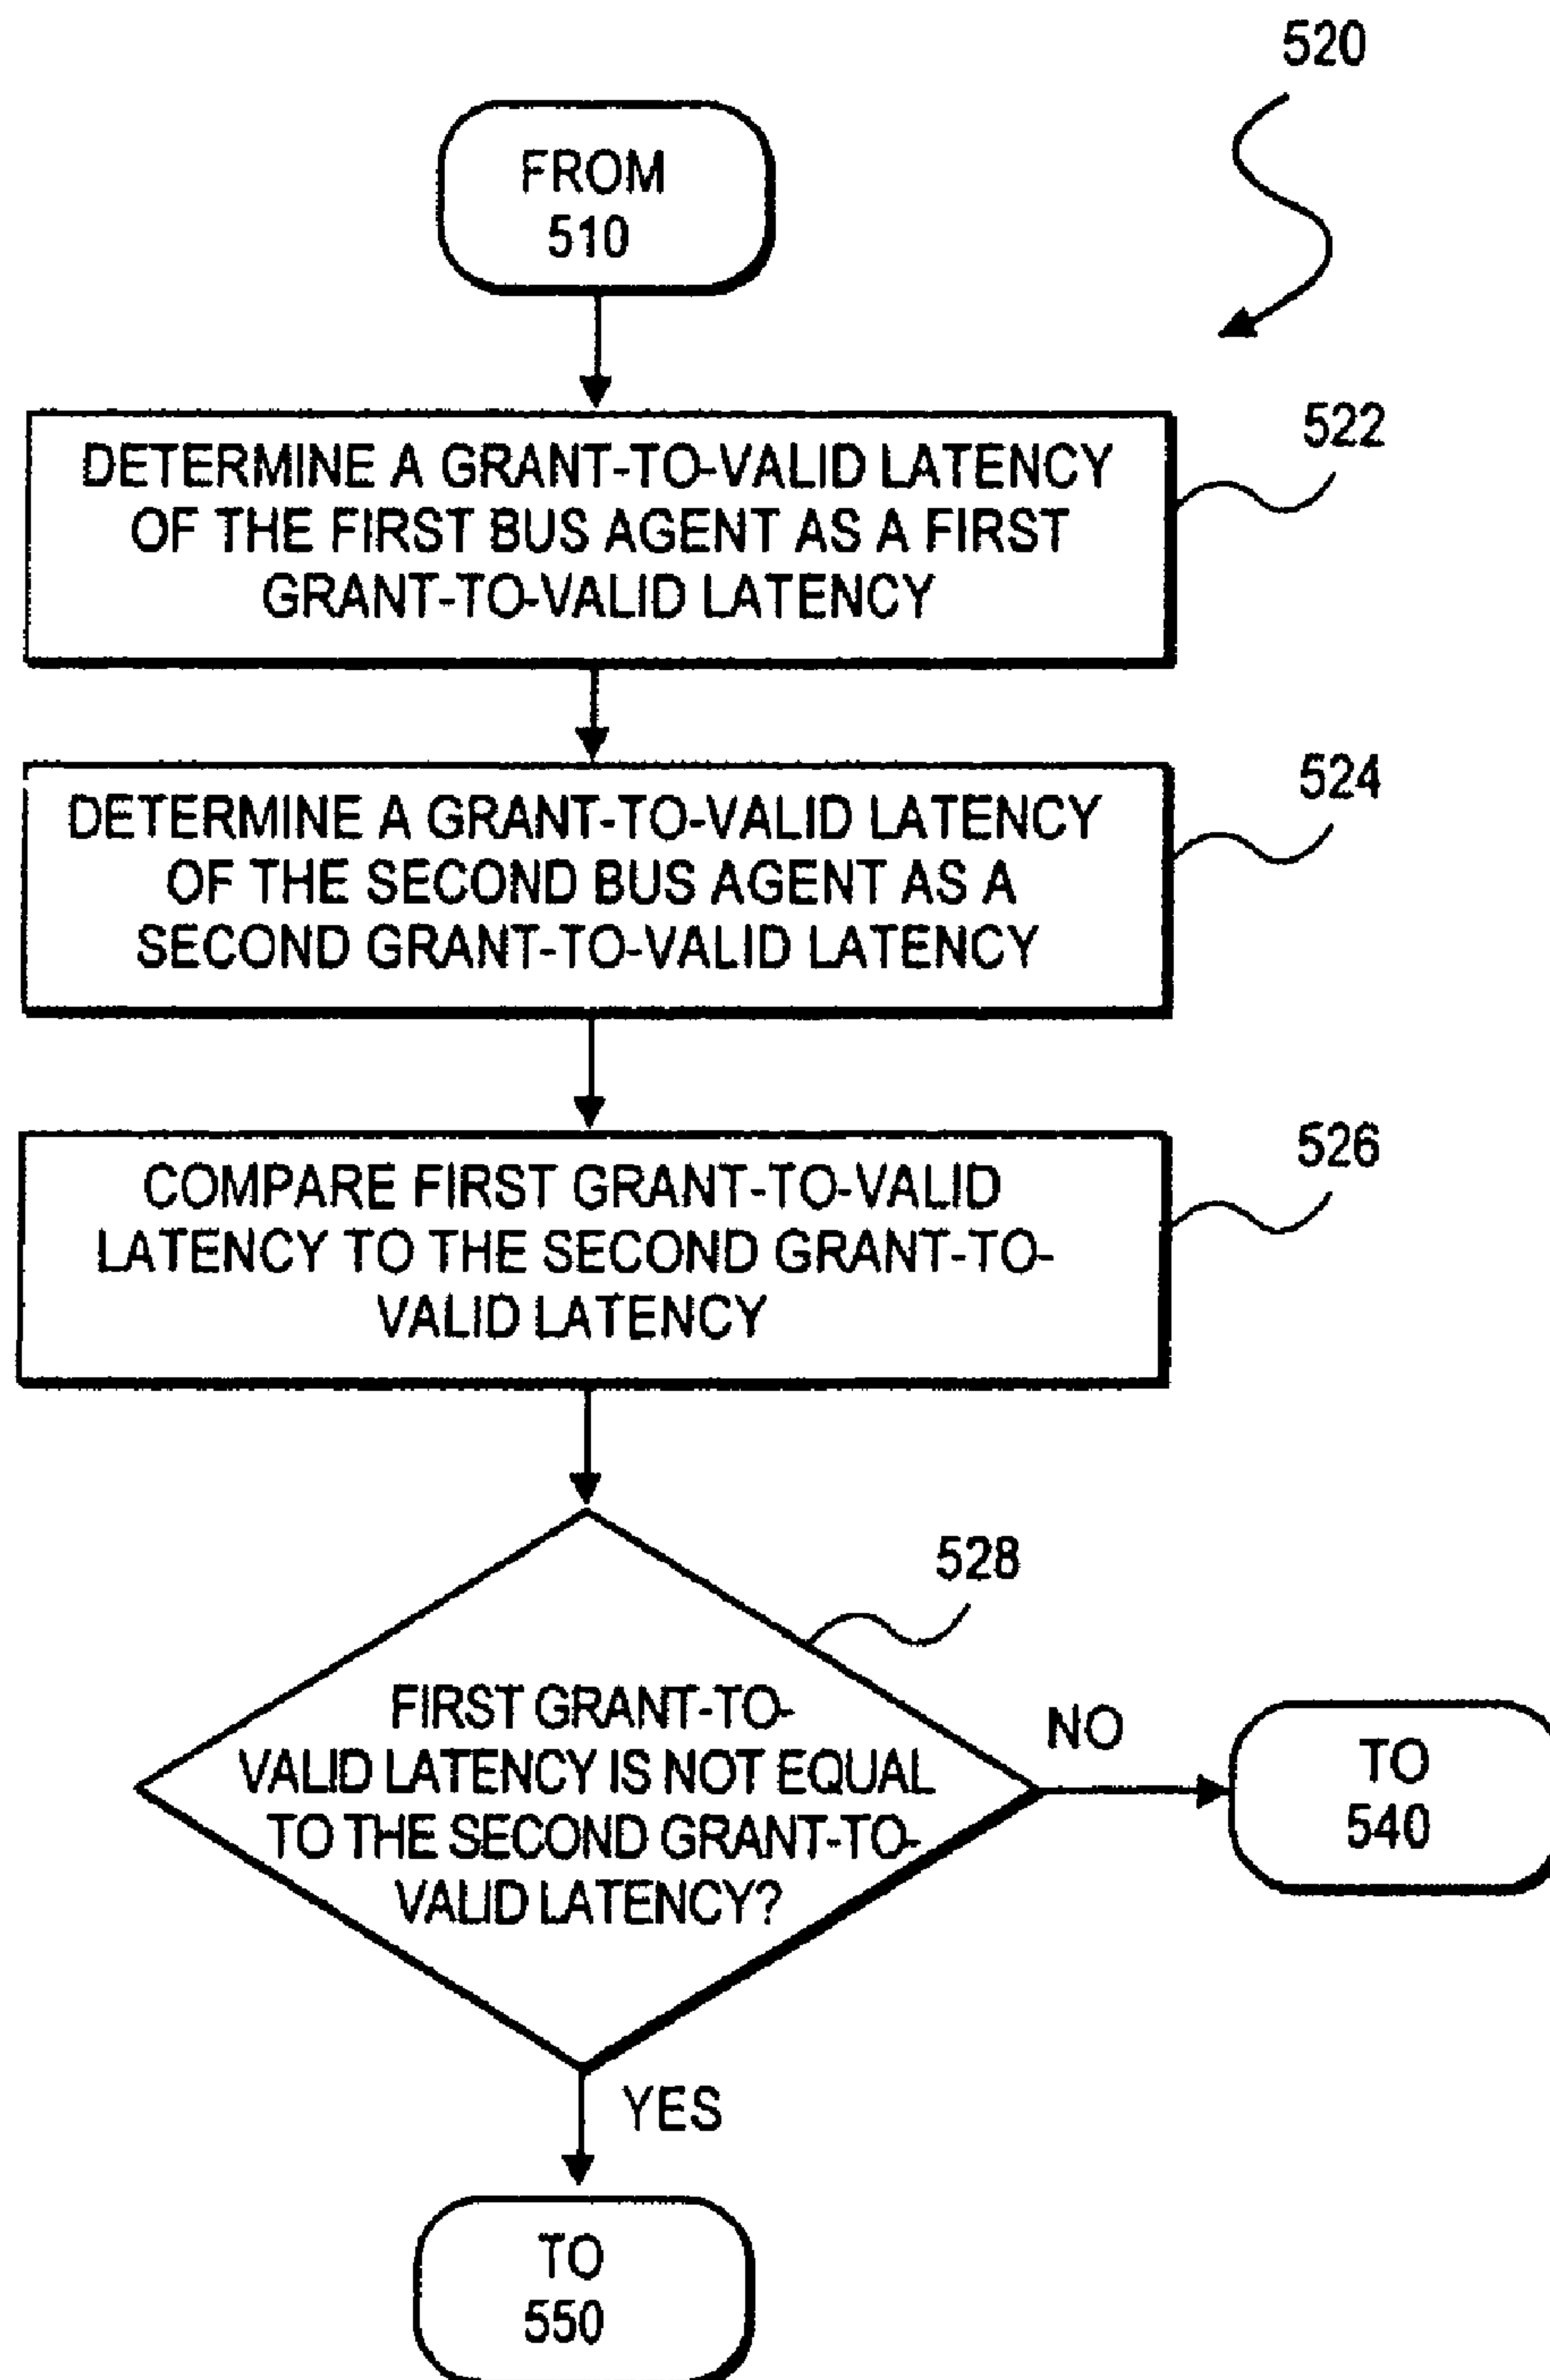 520
FROM
510
DETERMINE A GRANT-TO-VALID LATENCY
OF THE FIRST BUS AGENT AS A FIRST
GRANT-TO-VALID LATENCY
522
DETERMINE A GRANT-TO-VALID LATENCY
OF THE SECOND BUS AGENT AS A
SECOND GRANT-TO-VALID LATENCY
524
COMPARE FIRST GRANT-TO-VALID
LATENCY TO THE SECOND GRANT-TO-
VALID LATENCY
526
528
FIRST GRANT-TO-
VALID LATENCY IS NOT EQUAL
TO THE SECOND GRANT-TO-
VALID LATENCY?
NO
TO
540
YES
TO
550